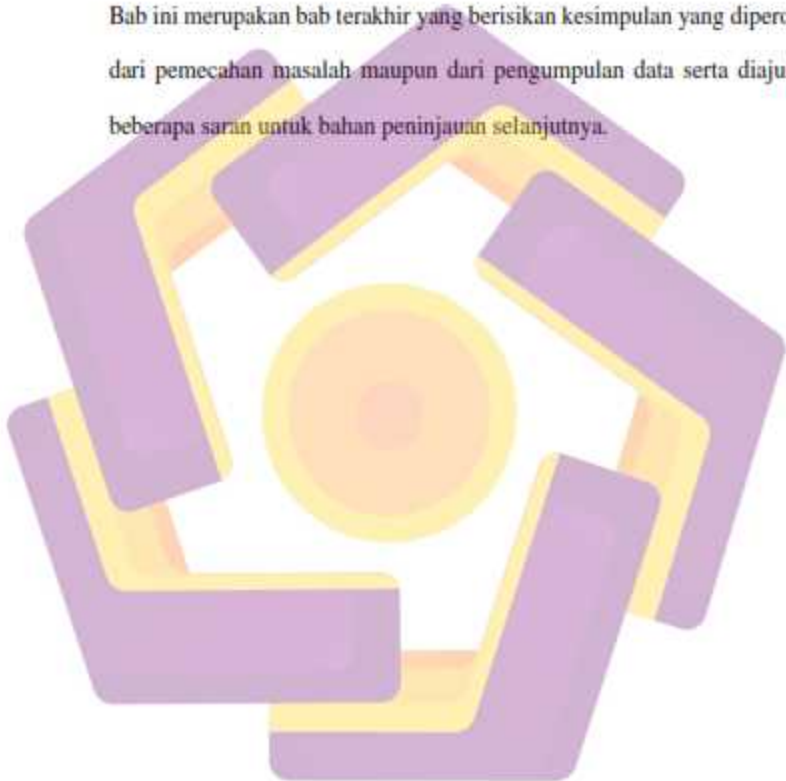 Bab ini merupakan bab terakhir yang berisikan kesimpulan yang dipero
dari pemecahan masalah maupun dari pengumpulan data serta diaju
beberapa saran untuk bahan peninjauan selanjutnya.